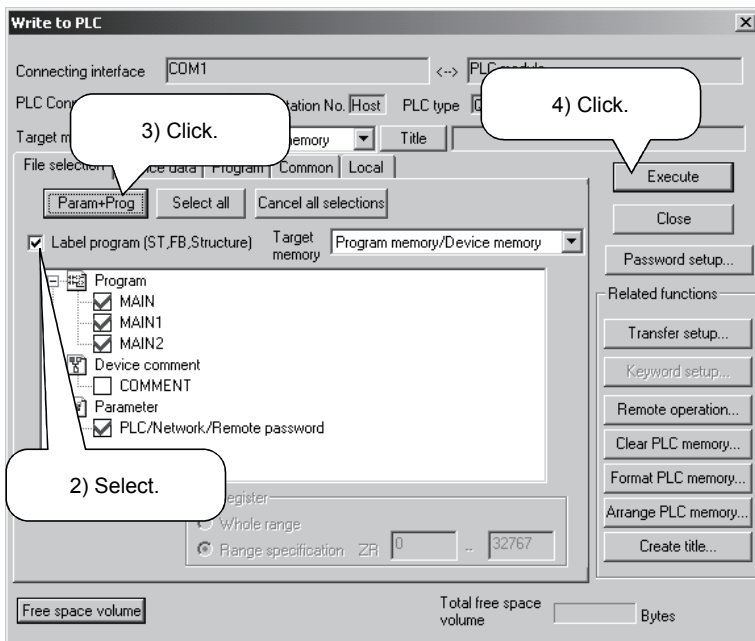 Write to PLC
Connecting interface COM1 <--> PLC module
PLC Con tation No. Host PLC type Q
3) Click.
4) Click.
Target m emory Title
File selection ice data Program Common Local
Execute
Param+Prog Select all Cancel all selections
Close
Label program (ST,FB,Structure) Target memory Program memory/Device memory
Password setup...
Program
Related functions
MAIN
MAIN1
Transfer setup...
MAIN2
Device comment
Keyword setup...
COMMENT
Parameter
Remote operation...
PLC/Network/Remote password
Clear PLC memory...
2) Select.
Format PLC memory...
register
Whole range
Arrange PLC memory...
Range specification ZR 0 .. 32767
Create title...
Free space volume
Total free space volume Bytes